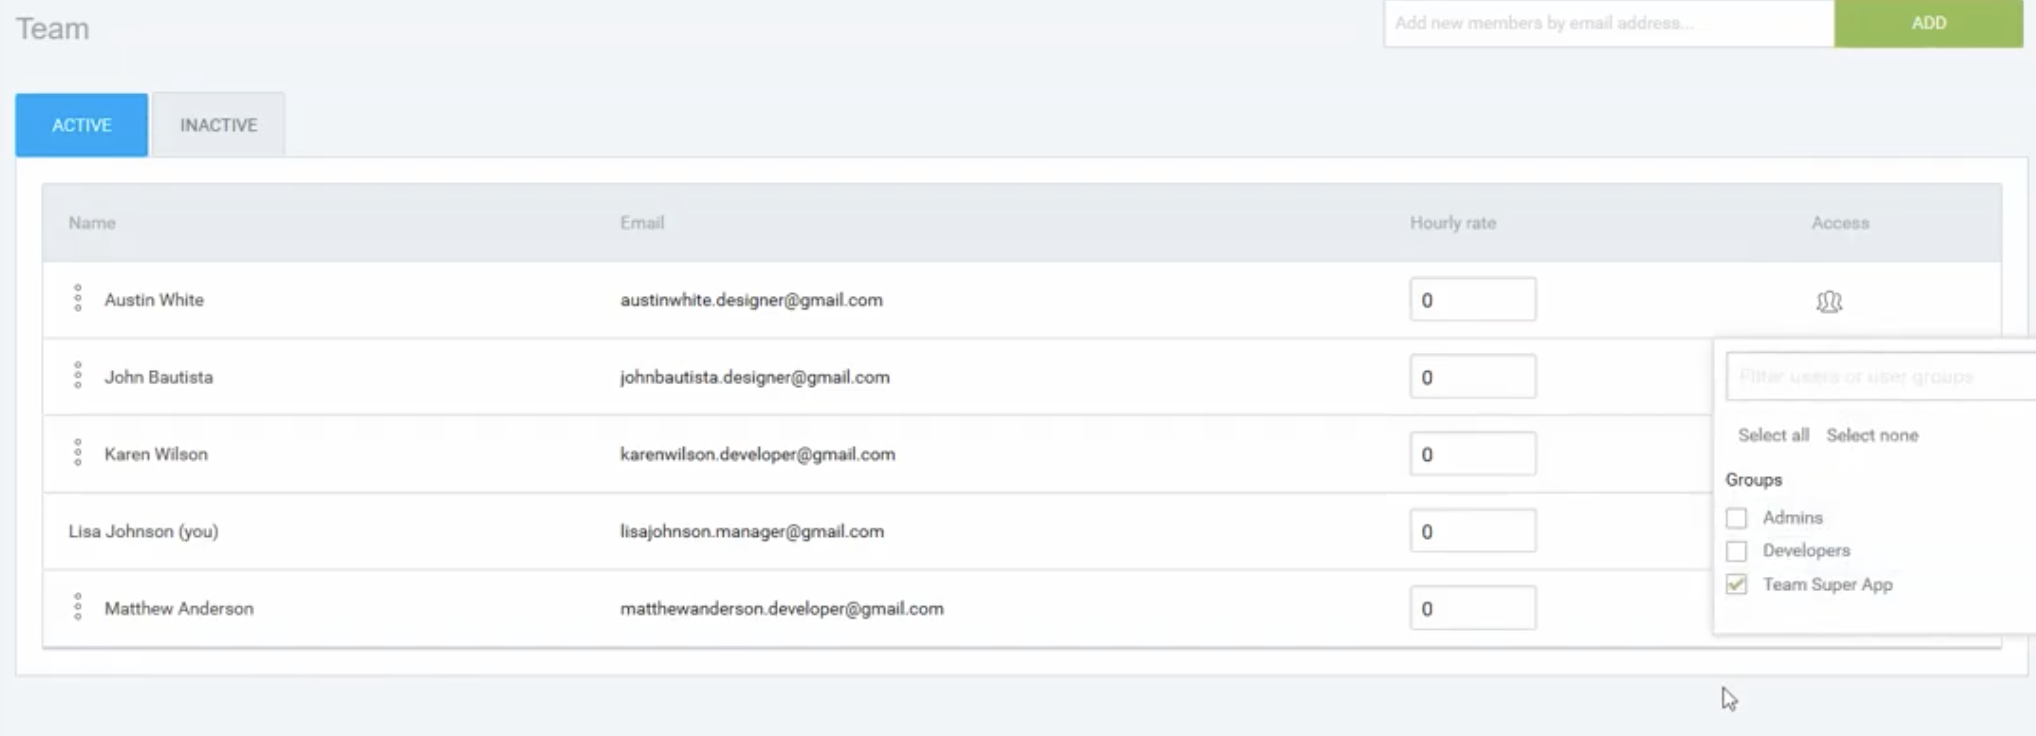 Team
Add new members by email address...
ADD
ACTIVE
INACTIVE
Name Email Hourly rate Access
Austin White austinwhite.designer@gmail.com 0
John Bautista johnbautista.designer@gmail.com 0
Filter users or user groups
Select all Select none
Karen Wilson karenwilson.developer@gmail.com 0
Groups
Admins
Lisa Johnson (you) lisajohnson.manager@gmail.com 0
Developers
Team Super App
Matthew Anderson matthewanderson.developer@gmail.com 0